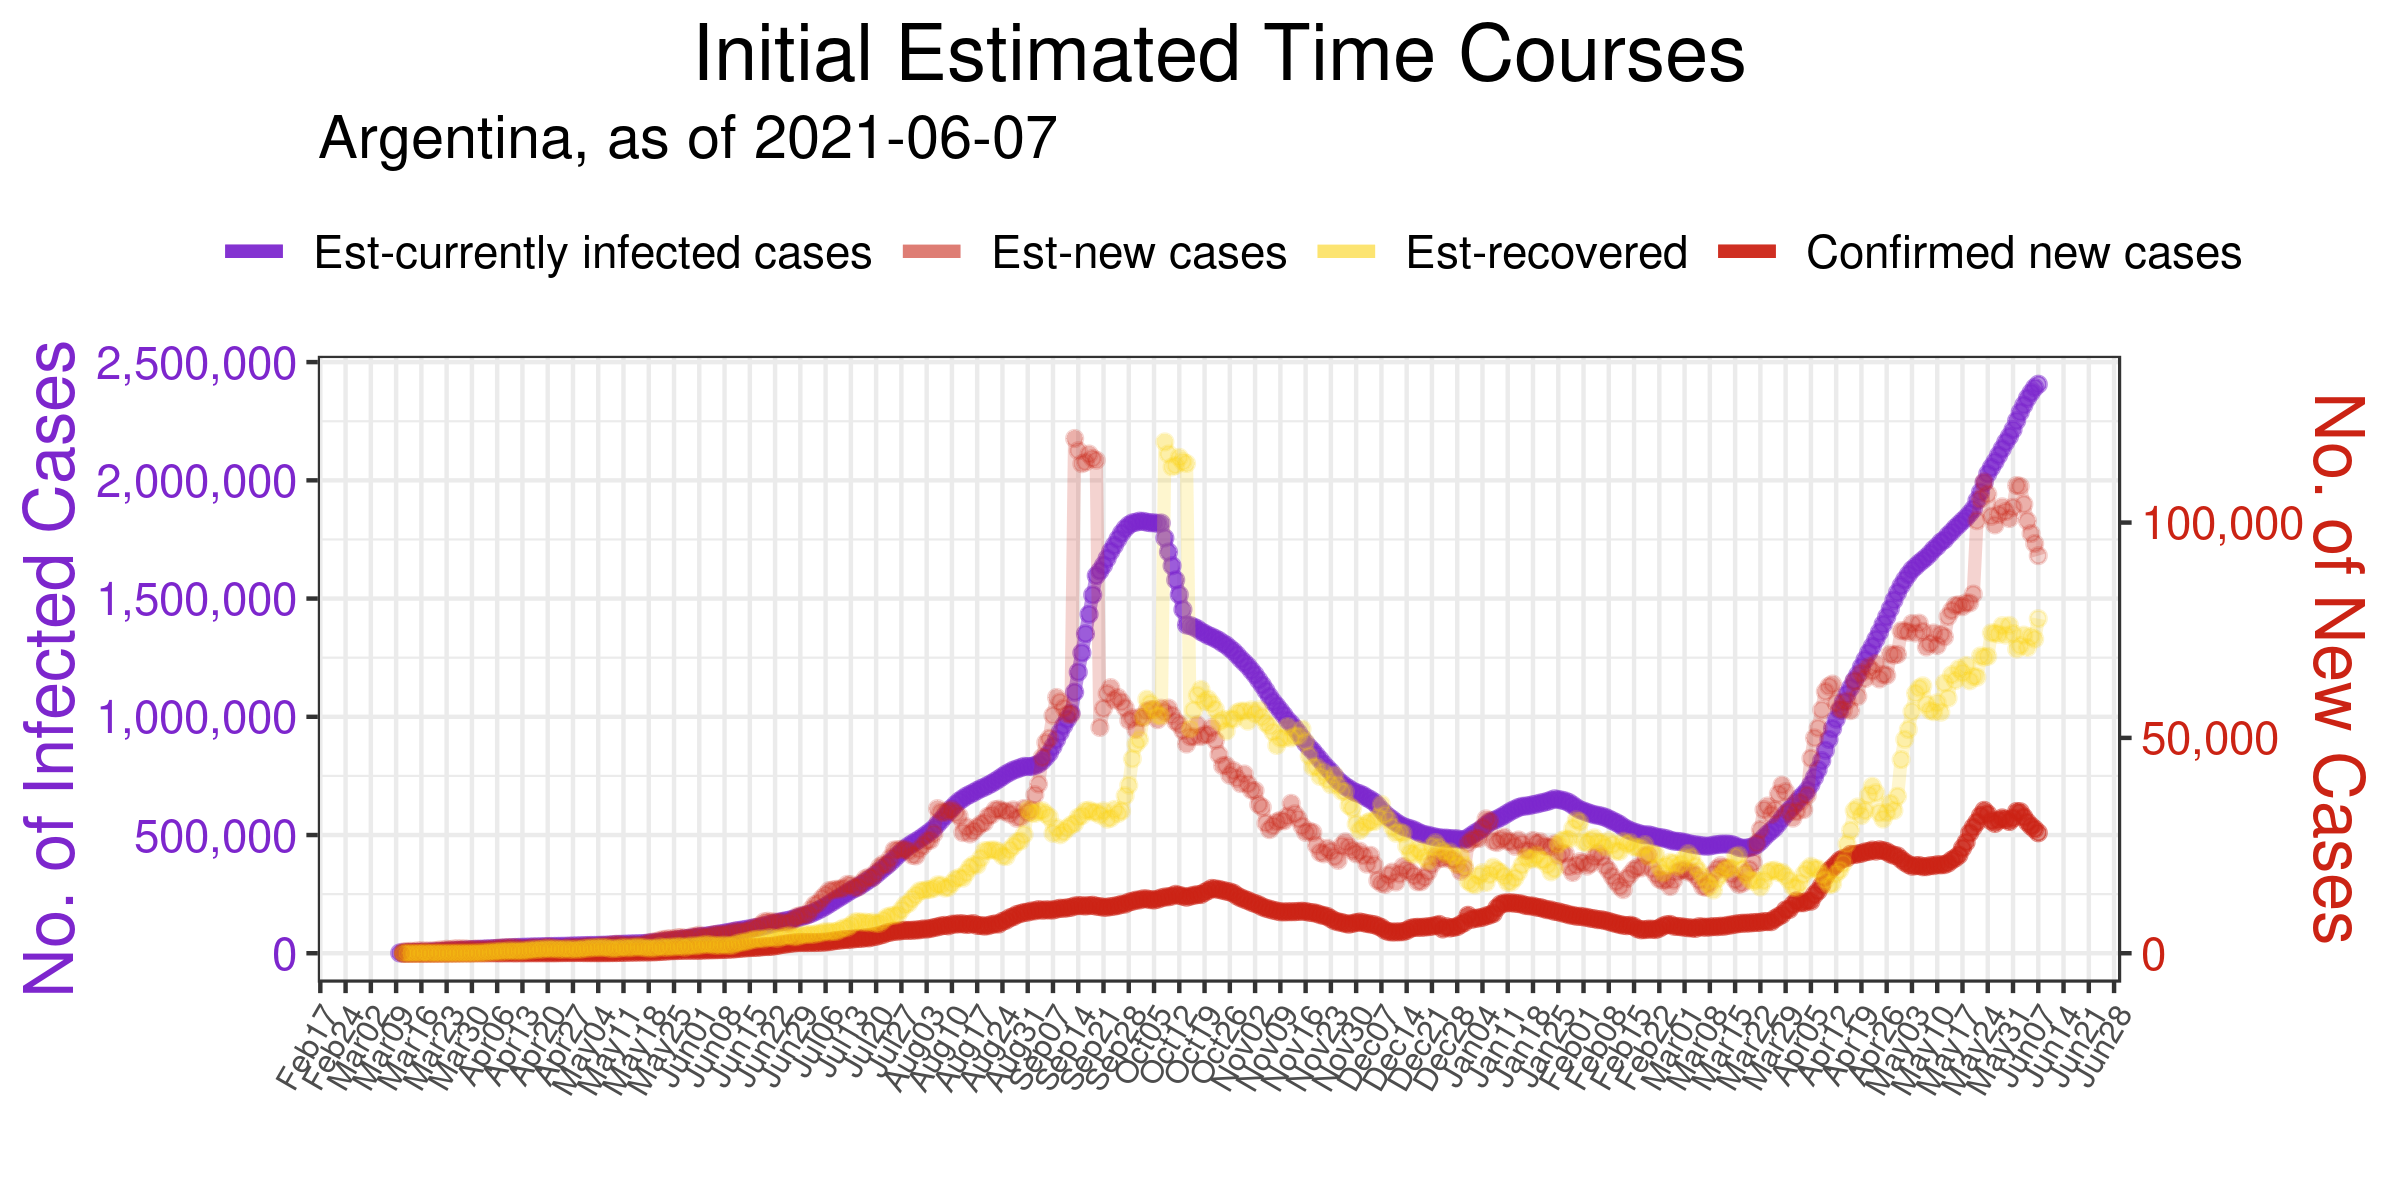 Initial Estimated Time Courses
Argentina, as of 2021-06-07
Est-currently infected cases Est-new cases Est-recovered Confirmed new cases
No. of Infected Cases
2,500,000
2,000,000
1,500,000
1,000,000
500,000
0
No. of New Cases
100,000
50,000
0
Feb17
Feb24
Mar02
Mar09
Mar16
Mar23
Mar30
Apr06
Apr13
Apr20
Apr27
May04
May11
May18
May25
Jun01
Jun08
Jun15
Jun22
Jun29
Jul06
Jul13
Jul20
Jul27
Aug03
Aug10
Aug17
Aug24
Aug31
Sep07
Sep14
Sep21
Sep28
Oct05
Oct12
Oct19
Oct26
Nov02
Nov09
Nov16
Nov23
Nov30
Dec07
Dec14
Dec21
Dec28
Jan04
Jan11
Jan18
Jan25
Feb01
Feb08
Feb15
Feb22
Mar01
Mar08
Mar15
Mar22
Mar29
Apr05
Apr12
Apr19
Apr26
May03
May10
May17
May24
May31
Jun07
Jun14
Jun21
Jun28